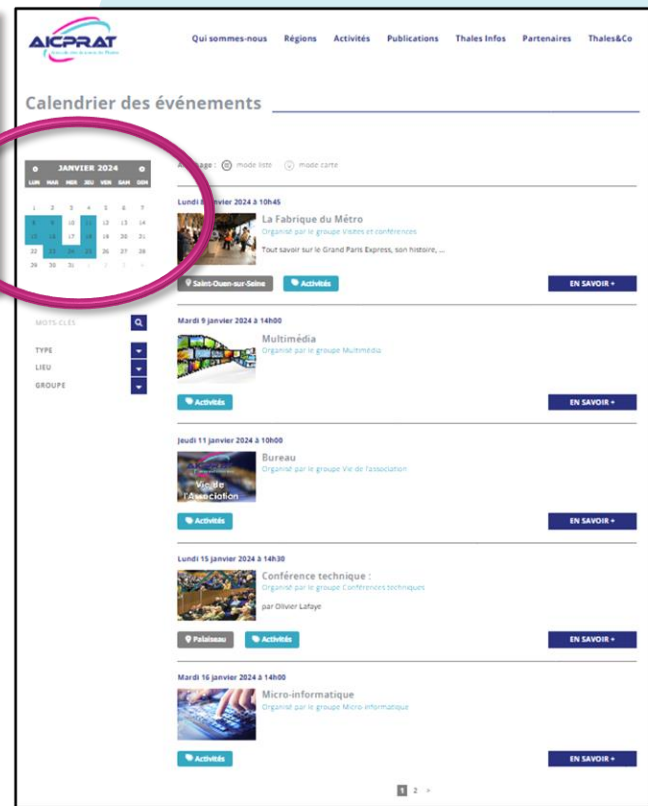 AICPRAT
Qui sommes-nous Régions Activités Publications Thales Infos Partenaires Thales&Co
Calendrier des événements
JANVIER 2024
LUN MAR MER JEU VEN SAM DIM
1 2 3 4 5 6 7
8 9 10 11 12 13 14
15 16 17 18 19 20 21
22 23 24 25 26 27 28
29 30 31 1 2 3 4
MOTS-CLÉS
TYPE
LIEU
GROUPE
mode liste mode carte
Lundi 8 janvier 2024 à 10h45
La Fabrique du Métro
Organisé par le groupe Visites et conférences
Tout savoir sur le Grand Paris Express, son histoire, ...
Saint-Ouen-sur-Seine Activités EN SAVOIR +
Mardi 9 janvier 2024 à 14h00
Multimédia
Organisé par le groupe Multimédia
Activités EN SAVOIR +
Jeudi 11 janvier 2024 à 10h00
Bureau
Organisé par le groupe Vie de l'association
Vie de
l'Association
Activités EN SAVOIR +
Lundi 15 janvier 2024 à 14h30
Conférence technique :
Organisé par le groupe Conférences techniques
par Olivier Lafaye
Palaiseau Activités EN SAVOIR +
Mardi 16 janvier 2024 à 14h00
Micro-informatique
Organisé par le groupe Micro-informatique
Activités EN SAVOIR +
1 2 »